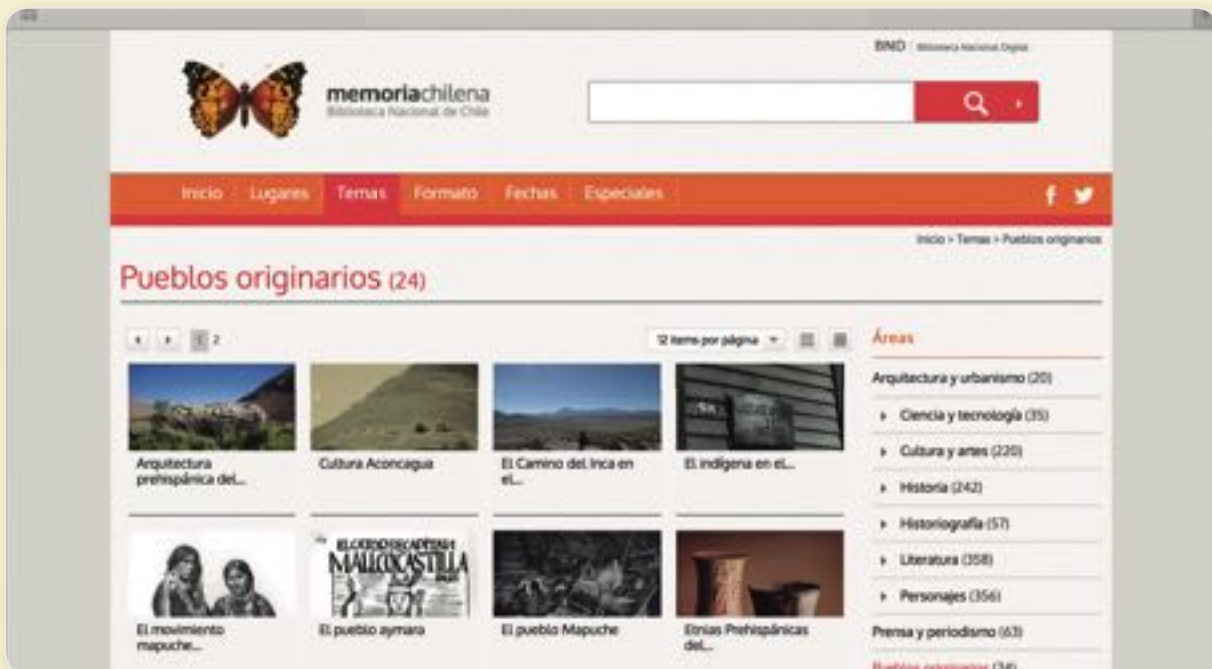 BND Biblioteca Nacional Digital
memoriachilena
Biblioteca Nacional de Chile
Inicio Lugares Temas Formato Fechas Especiales
Inicio > Temas > Pueblos originarios
Pueblos originarios (24)
1 2
12 items por página
Áreas
Arquitectura y urbanismo (20)
Ciencia y tecnología (35)
Cultura y artes (220)
Historia (242)
Historiografía (57)
Literatura (358)
Personajes (356)
Prensa y periodismo (63)
Pueblos originarios (24)
Arquitectura
prehispánica del...
Cultura Aconcagua
El Camino del Inca en
el...
El indígena en el...
MALLCOCASTILLA
El movimiento
mapuche...
El pueblo aymara
El pueblo Mapuche
Etnias Prehispánicas
del...